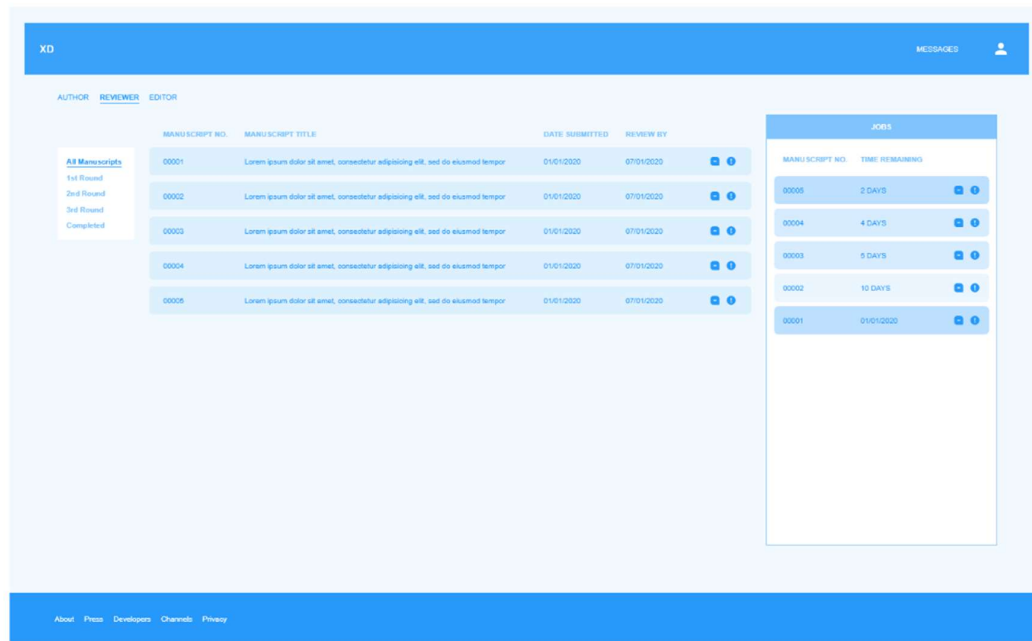 XD MESSAGES
AUTHOR REVIEWER EDITOR
MANUSCRIPT NO. MANUSCRIPT TITLE DATE SUBMITTED REVIEW BY
00001 Lorem ipsum dolor sit amet, consectetur adipisicing elit, sed do eiusmod tempor 01/01/2020 07/01/2020
00002 Lorem ipsum dolor sit amet, consectetur adipisicing elit, sed do eiusmod tempor 01/01/2020 07/01/2020
00003 Lorem ipsum dolor sit amet, consectetur adipisicing elit, sed do eiusmod tempor 01/01/2020 07/01/2020
00004 Lorem ipsum dolor sit amet, consectetur adipisicing elit, sed do eiusmod tempor 01/01/2020 07/01/2020
00005 Lorem ipsum dolor sit amet, consectetur adipisicing elit, sed do eiusmod tempor 01/01/2020 07/01/2020
All Manuscripts
1st Round
2nd Round
3rd Round
Completed
JOBS
MANUSCRIPT NO. TIME REMAINING
00005 2 DAYS
00004 4 DAYS
00003 5 DAYS
00002 10 DAYS
00001 01/01/2020
About Press Developers Channels Privacy